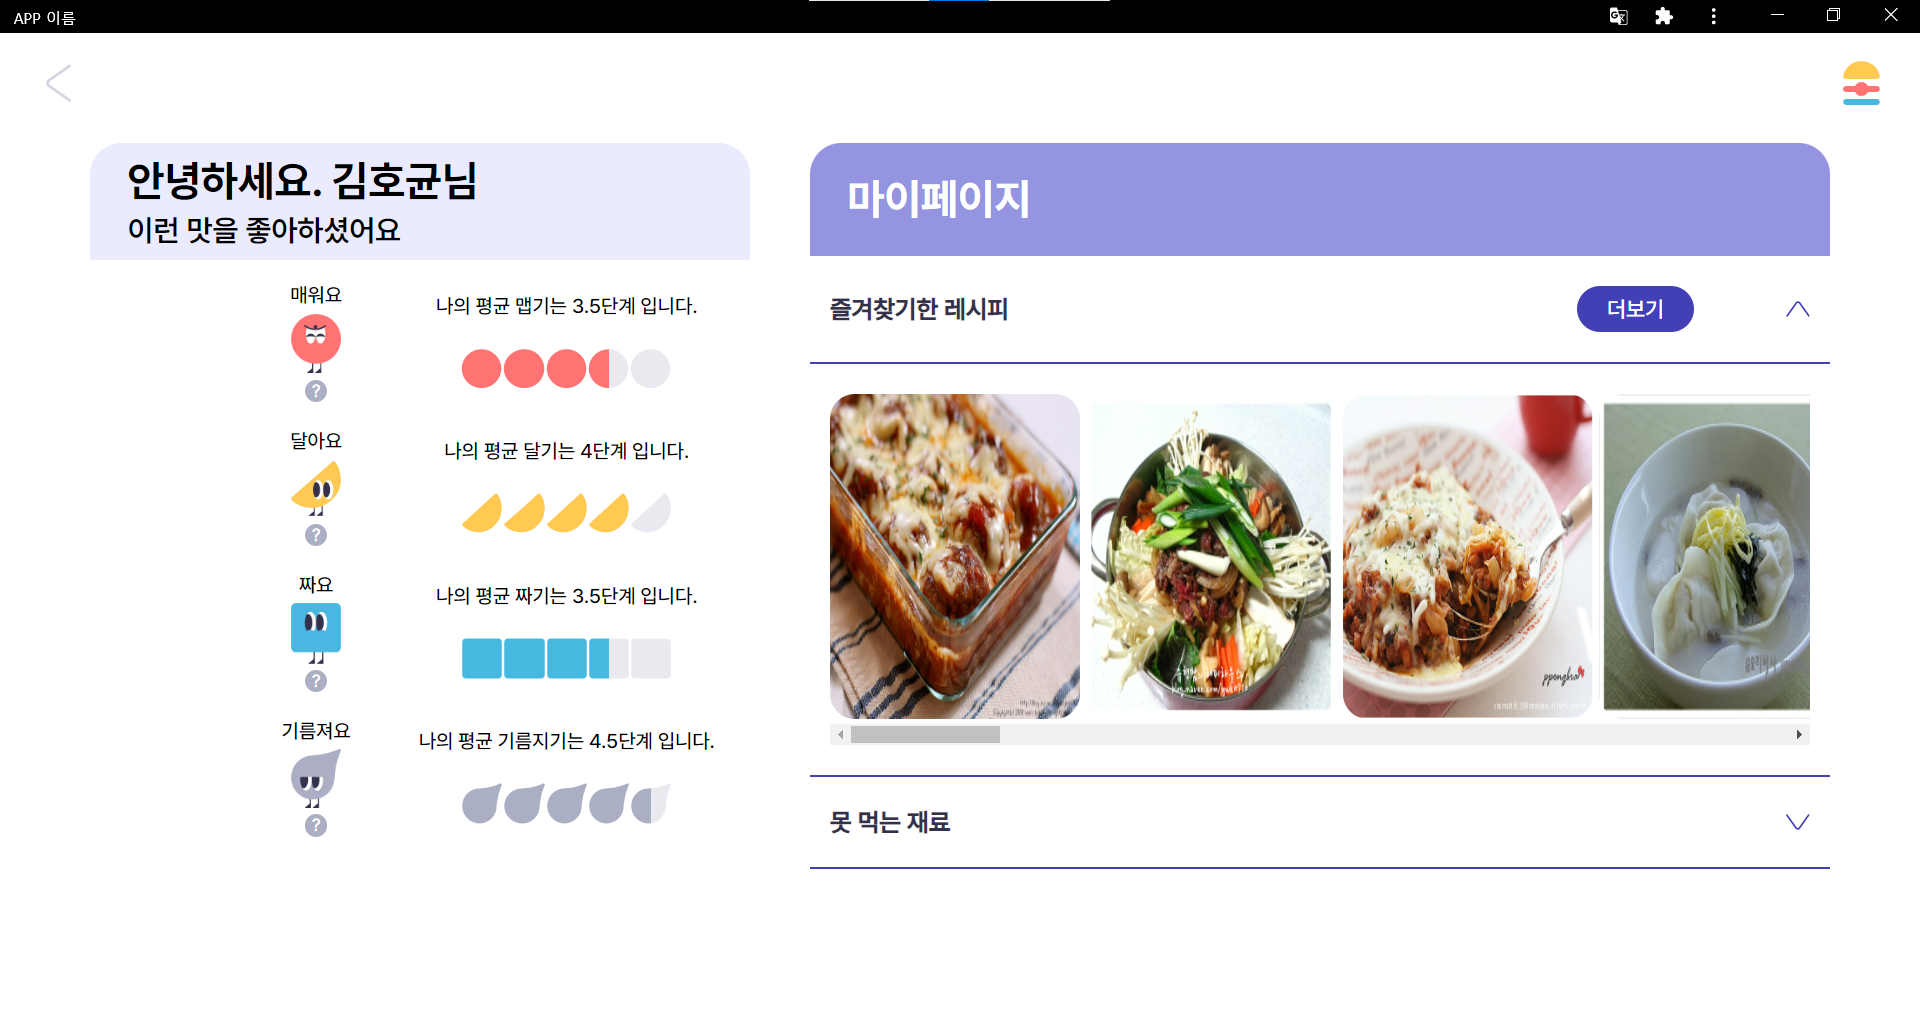 APP 이름
안녕하세요. 김호균님
이런 맛을 좋아하셨어요
매워요
나의 평균 맵기는 3.5단계 입니다.
?
달아요
나의 평균 달기는 4단계 입니다.
?
짜요
나의 평균 짜기는 3.5단계 입니다.
?
기름져요
나의 평균 기름지기는 4.5단계 입니다.
?
마이페이지
즐겨찾기한 레시피
더보기
ppongha
못 먹는 재료